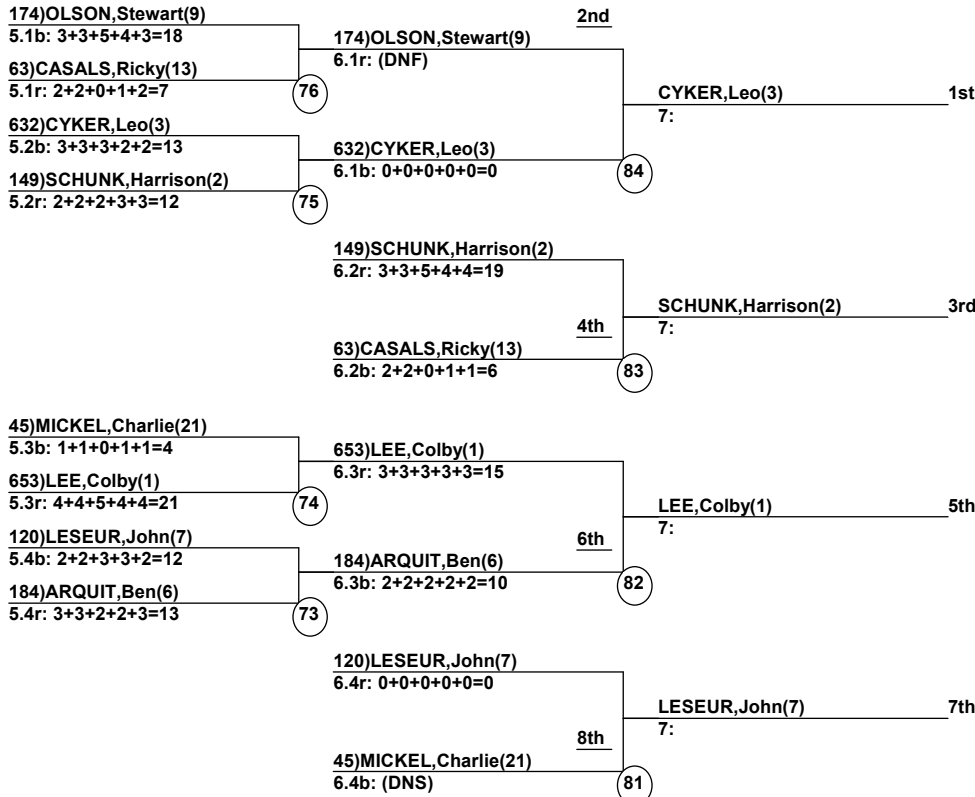 174)OLSON,Stewart(9)
5.1b: 3+3+5+4+3=18
63)CASALS,Ricky(13)
5.1r: 2+2+0+1+2=7
76
632)CYKER,Leo(3)
5.2b: 3+3+3+2+2=13
149)SCHUNK,Harrison(2)
5.2r: 2+2+2+3+3=12
75
2nd
174)OLSON,Stewart(9)
6.1r: (DNF)
632)CYKER,Leo(3)
6.1b: 0+0+0+0+0=0
84
CYKER,Leo(3)
7:
1st
149)SCHUNK,Harrison(2)
6.2r: 3+3+5+4+4=19
4th
63)CASALS,Ricky(13)
6.2b: 2+2+0+1+1=6
83
SCHUNK,Harrison(2)
7:
3rd
45)MICKEL,Charlie(21)
5.3b: 1+1+0+1+1=4
653)LEE,Colby(1)
5.3r: 4+4+5+4+4=21
74
120)LESEUR,John(7)
5.4b: 2+2+3+3+2=12
184)ARQUIT,Ben(6)
5.4r: 3+3+2+2+3=13
73
653)LEE,Colby(1)
6.3r: 3+3+3+3+3=15
6th
184)ARQUIT,Ben(6)
6.3b: 2+2+2+2+2=10
82
LEE,Colby(1)
7:
5th
120)LESEUR,John(7)
6.4r: 0+0+0+0+0=0
8th
45)MICKEL,Charlie(21)
6.4b: (DNS)
81
LESEUR,John(7)
7:
7th